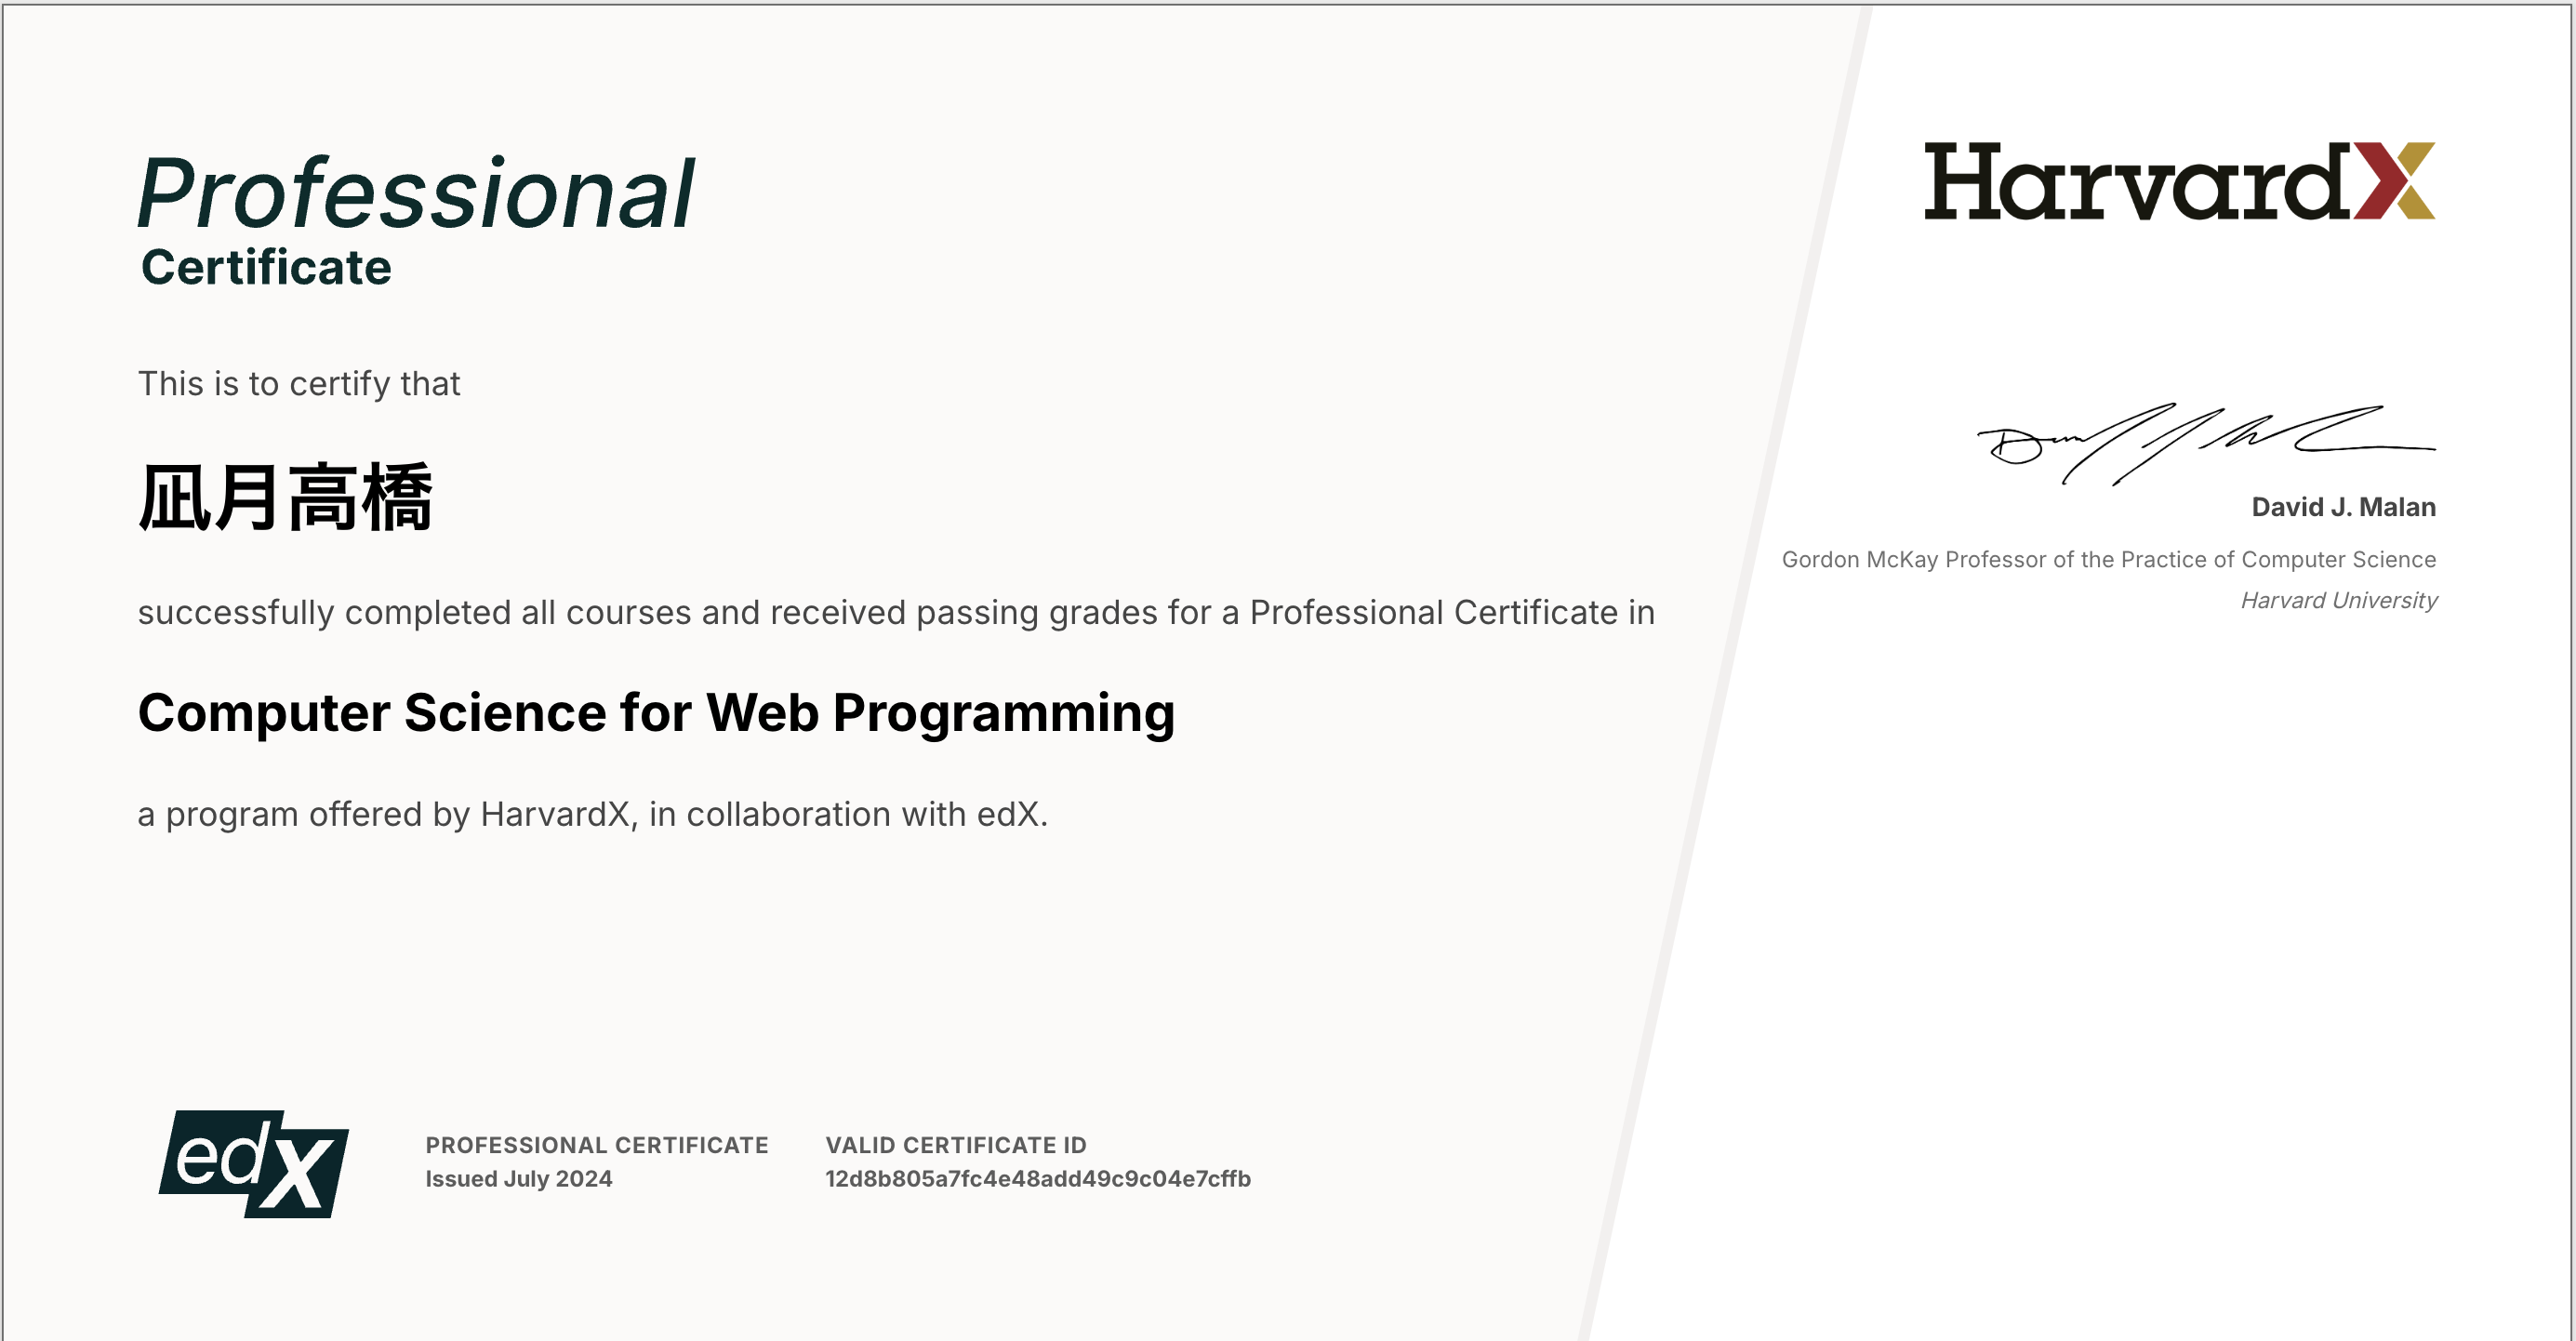 Professional
Certificate
This is to certify that
凪月高橋
successfully completed all courses and received passing grades for a Professional Certificate in
Computer Science for Web Programming
a program offered by HarvardX, in collaboration with edX.
edX
PROFESSIONAL CERTIFICATE
Issued July 2024
VALID CERTIFICATE ID
12d8b805a7fc4e48add49c9c04e7cffb
HarvardX
David J. Malan
Gordon McKay Professor of the Practice of Computer Science
Harvard University